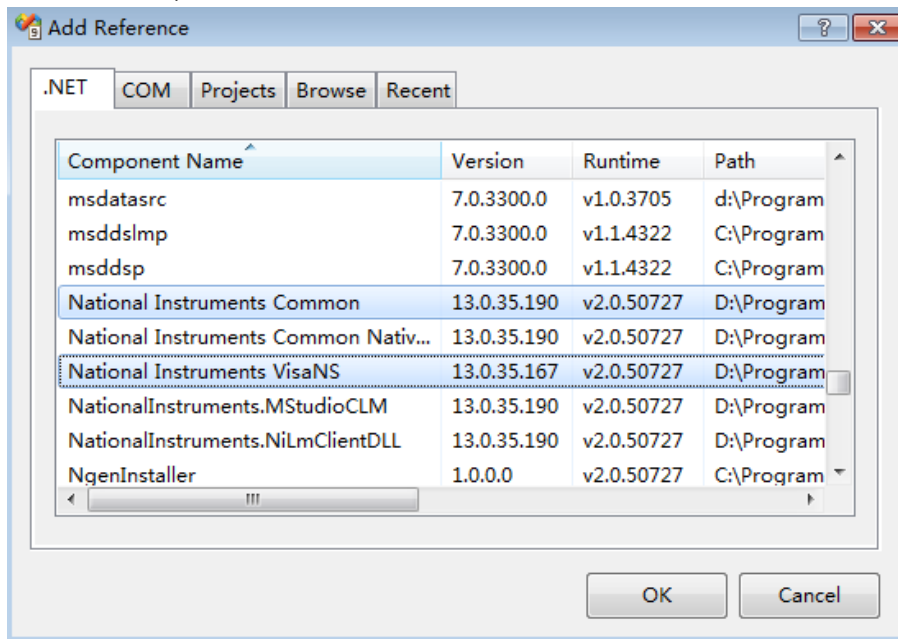 Add Reference
.NET COM Projects Browse Recent
Component Name Version Runtime Path
msdatasrc 7.0.3300.0 v1.0.3705 d:\Program
msddslmp 7.0.3300.0 v1.1.4322 C:\Program
msddsp 7.0.3300.0 v1.1.4322 C:\Program
National Instruments Common 13.0.35.190 v2.0.50727 D:\Program
National Instruments Common Nativ... 13.0.35.190 v2.0.50727 D:\Program
National Instruments VisaNS 13.0.35.167 v2.0.50727 D:\Program
NationalInstruments.MStudioCLM 13.0.35.190 v2.0.50727 D:\Program
NationalInstruments.NiLmClientDLL 13.0.35.190 v2.0.50727 D:\Program
NgenInstaller 1.0.0.0 v2.0.50727 C:\Program
OK Cancel